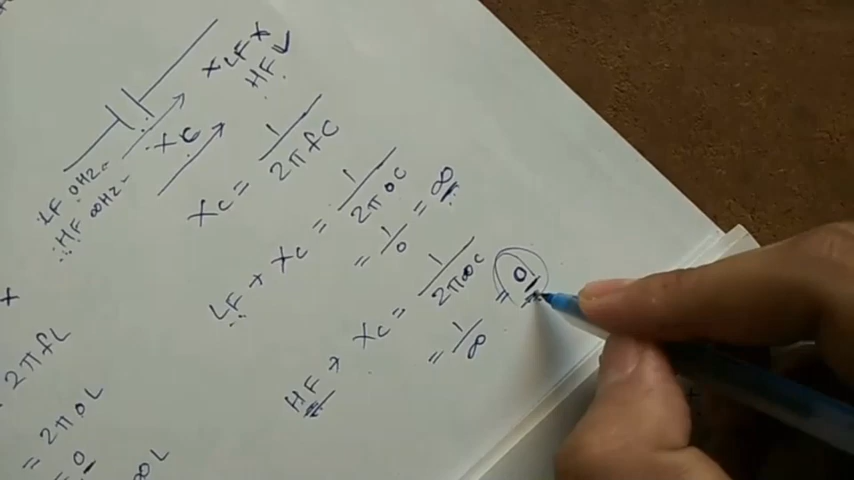 X LF X
HF ✓
LF 0HZ-
HF ∞HZ-
XC
Xc = 1/2πfC
LF → Xc = 1/2π0C
= 1/0 = ∞
HF → Xc = 1/2π∞C = 0
= 1/∞
2πfL
= 2π0L
= 0
∞L